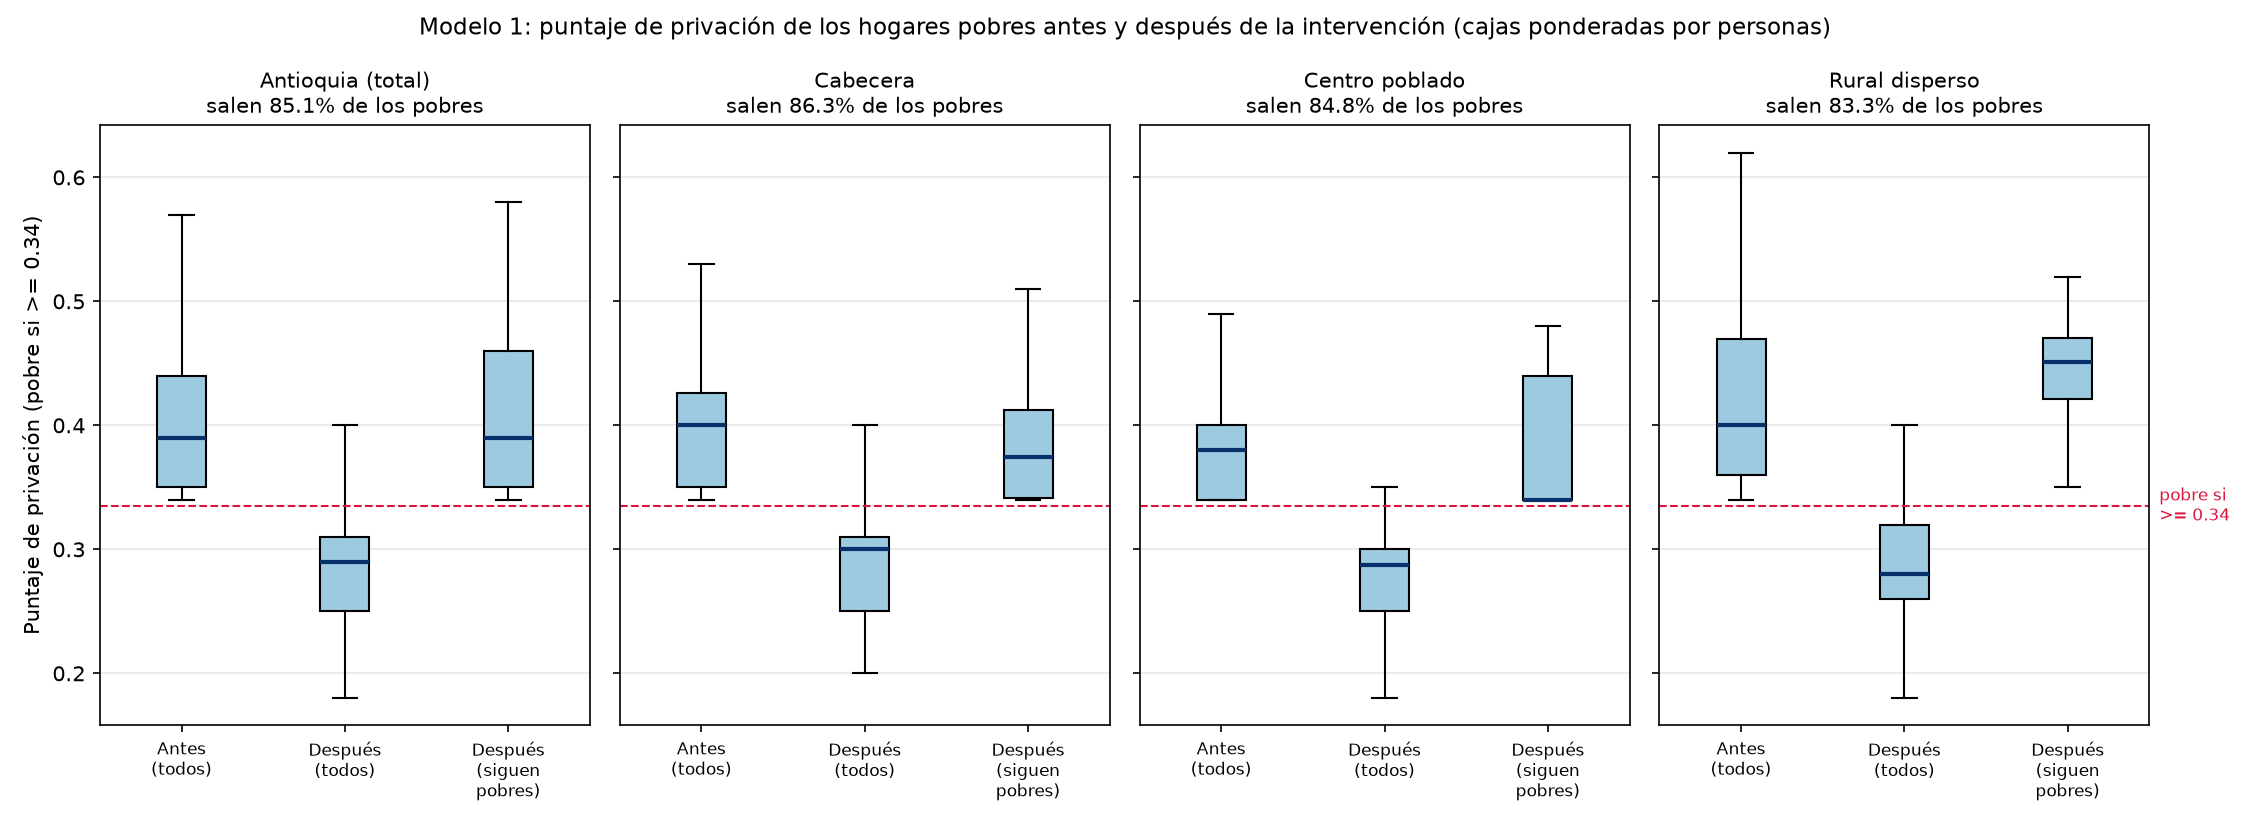 Modelo 1: puntaje de privación de los hogares pobres antes y después de la intervención (cajas ponderadas por personas)
Antioquia (total)
salen 85.1% de los pobres
Cabecera
salen 86.3% de los pobres
Centro poblado
salen 84.8% de los pobres
Rural disperso
salen 83.3% de los pobres
Puntaje de privación (pobre si >= 0.34)
0.6
0.5
0.4
0.3
0.2
pobre si
>= 0.34
Antes
(todos)
Después
(todos)
Después
(siguen
pobres)
Antes
(todos)
Después
(todos)
Después
(siguen
pobres)
Antes
(todos)
Después
(todos)
Después
(siguen
pobres)
Antes
(todos)
Después
(todos)
Después
(siguen
pobres)